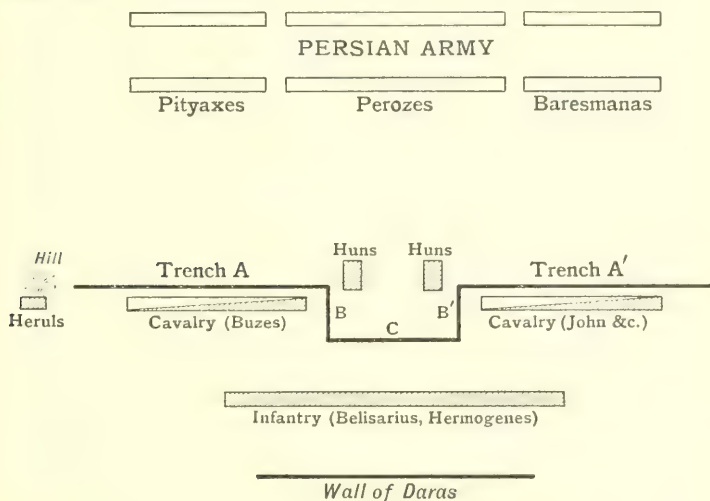 PERSIAN ARMY
Pityaxes Perozes Baresmanas
Huns Huns
Hill
Trench A Trench A′
Heruls
Cavalry (Buzes) B B′ Cavalry (John &c.)
C
Infantry (Belisarius, Hermogenes)
Wall of Daras